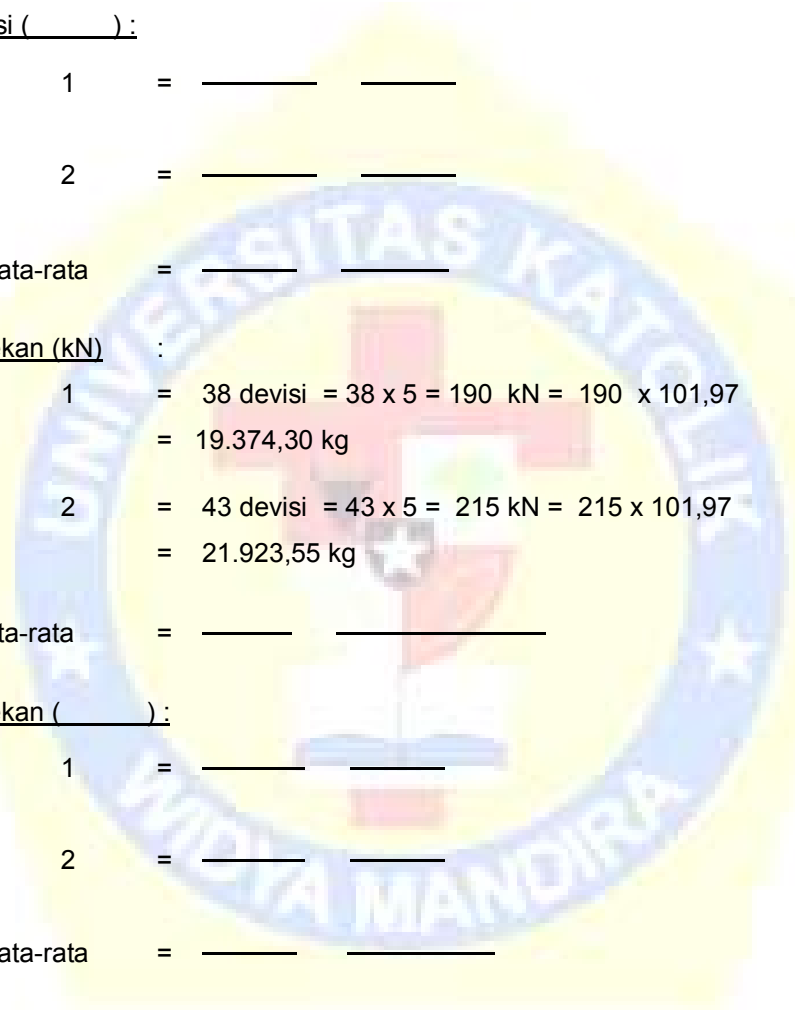 si ( ) :
1 =
2 =
ata-rata =
ekan (kN) :
1 = 38 devisi = 38 x 5 = 190 kN = 190 x 101,97
= 19.374,30 kg
2 = 43 devisi = 43 x 5 = 215 kN = 215 x 101,97
= 21.923,55 kg
ta-rata =
ekan ( ) :
1 =
2 =
ata-rata =
UNIVERSITAS KATOLIK
WIDYA MANDIRA